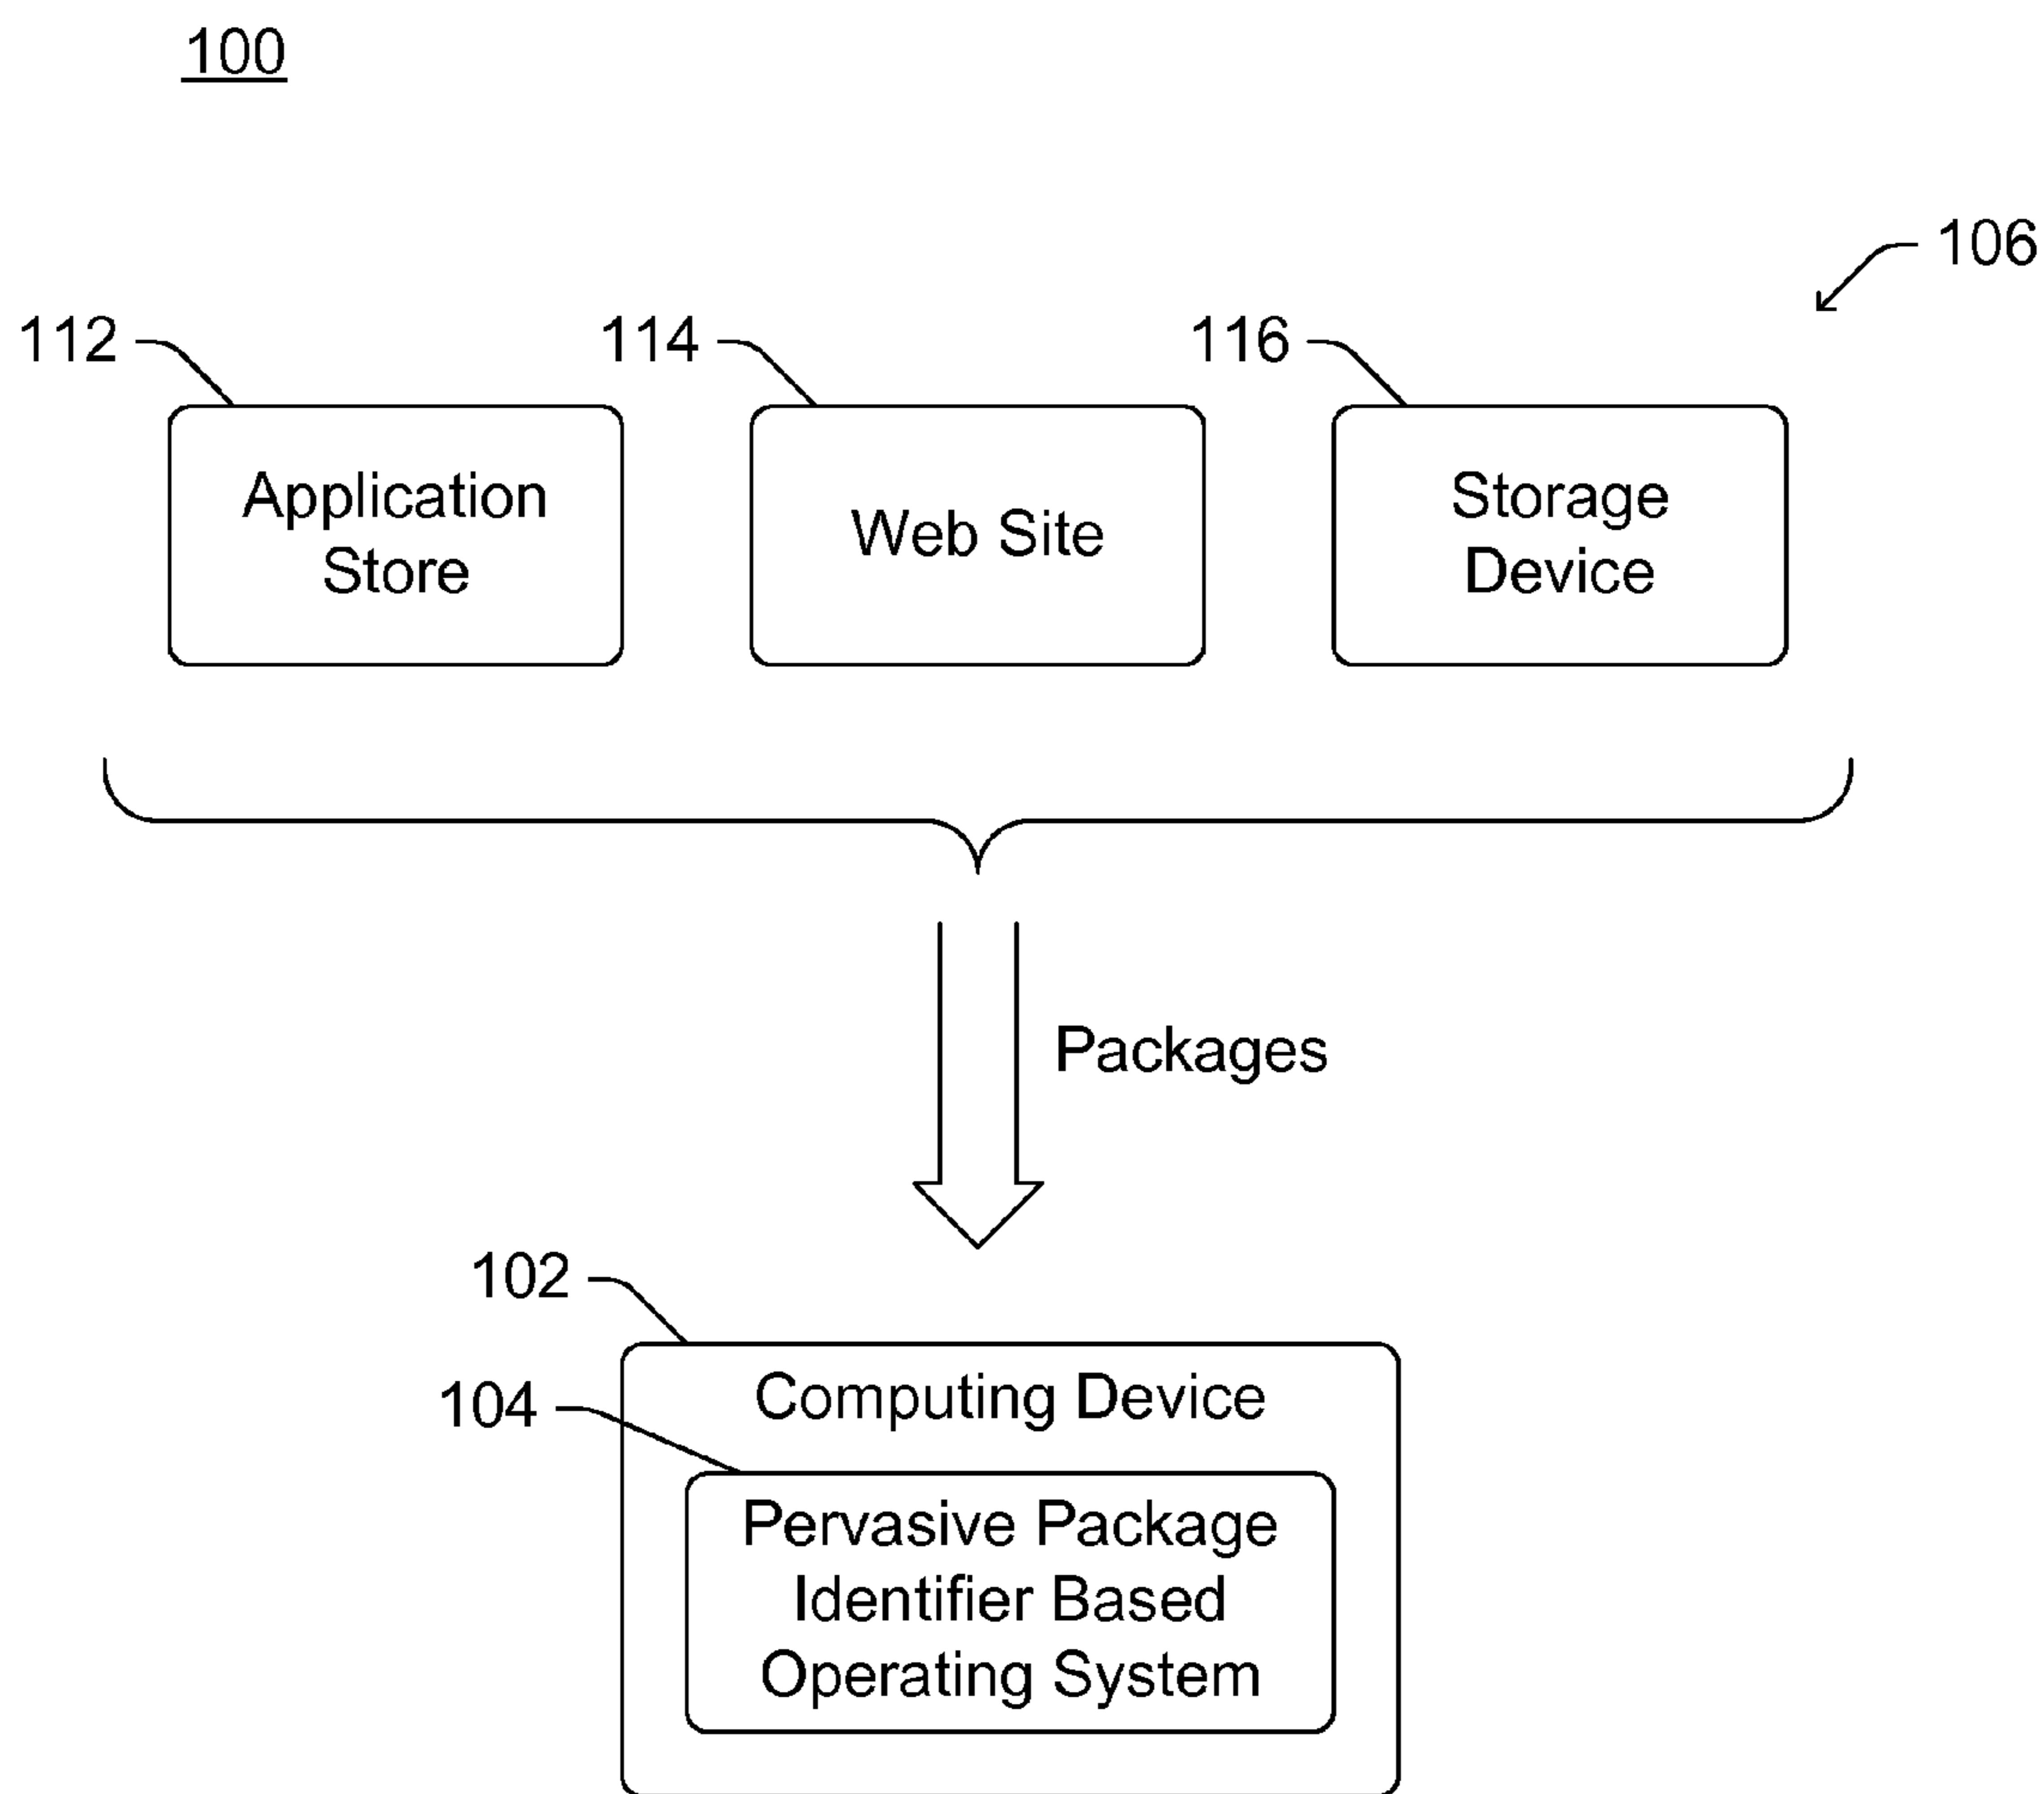 100
106
112
114
116
Application
Store
Web Site
Storage
Device
Packages
102
Computing Device
104
Pervasive Package
Identifier Based
Operating System